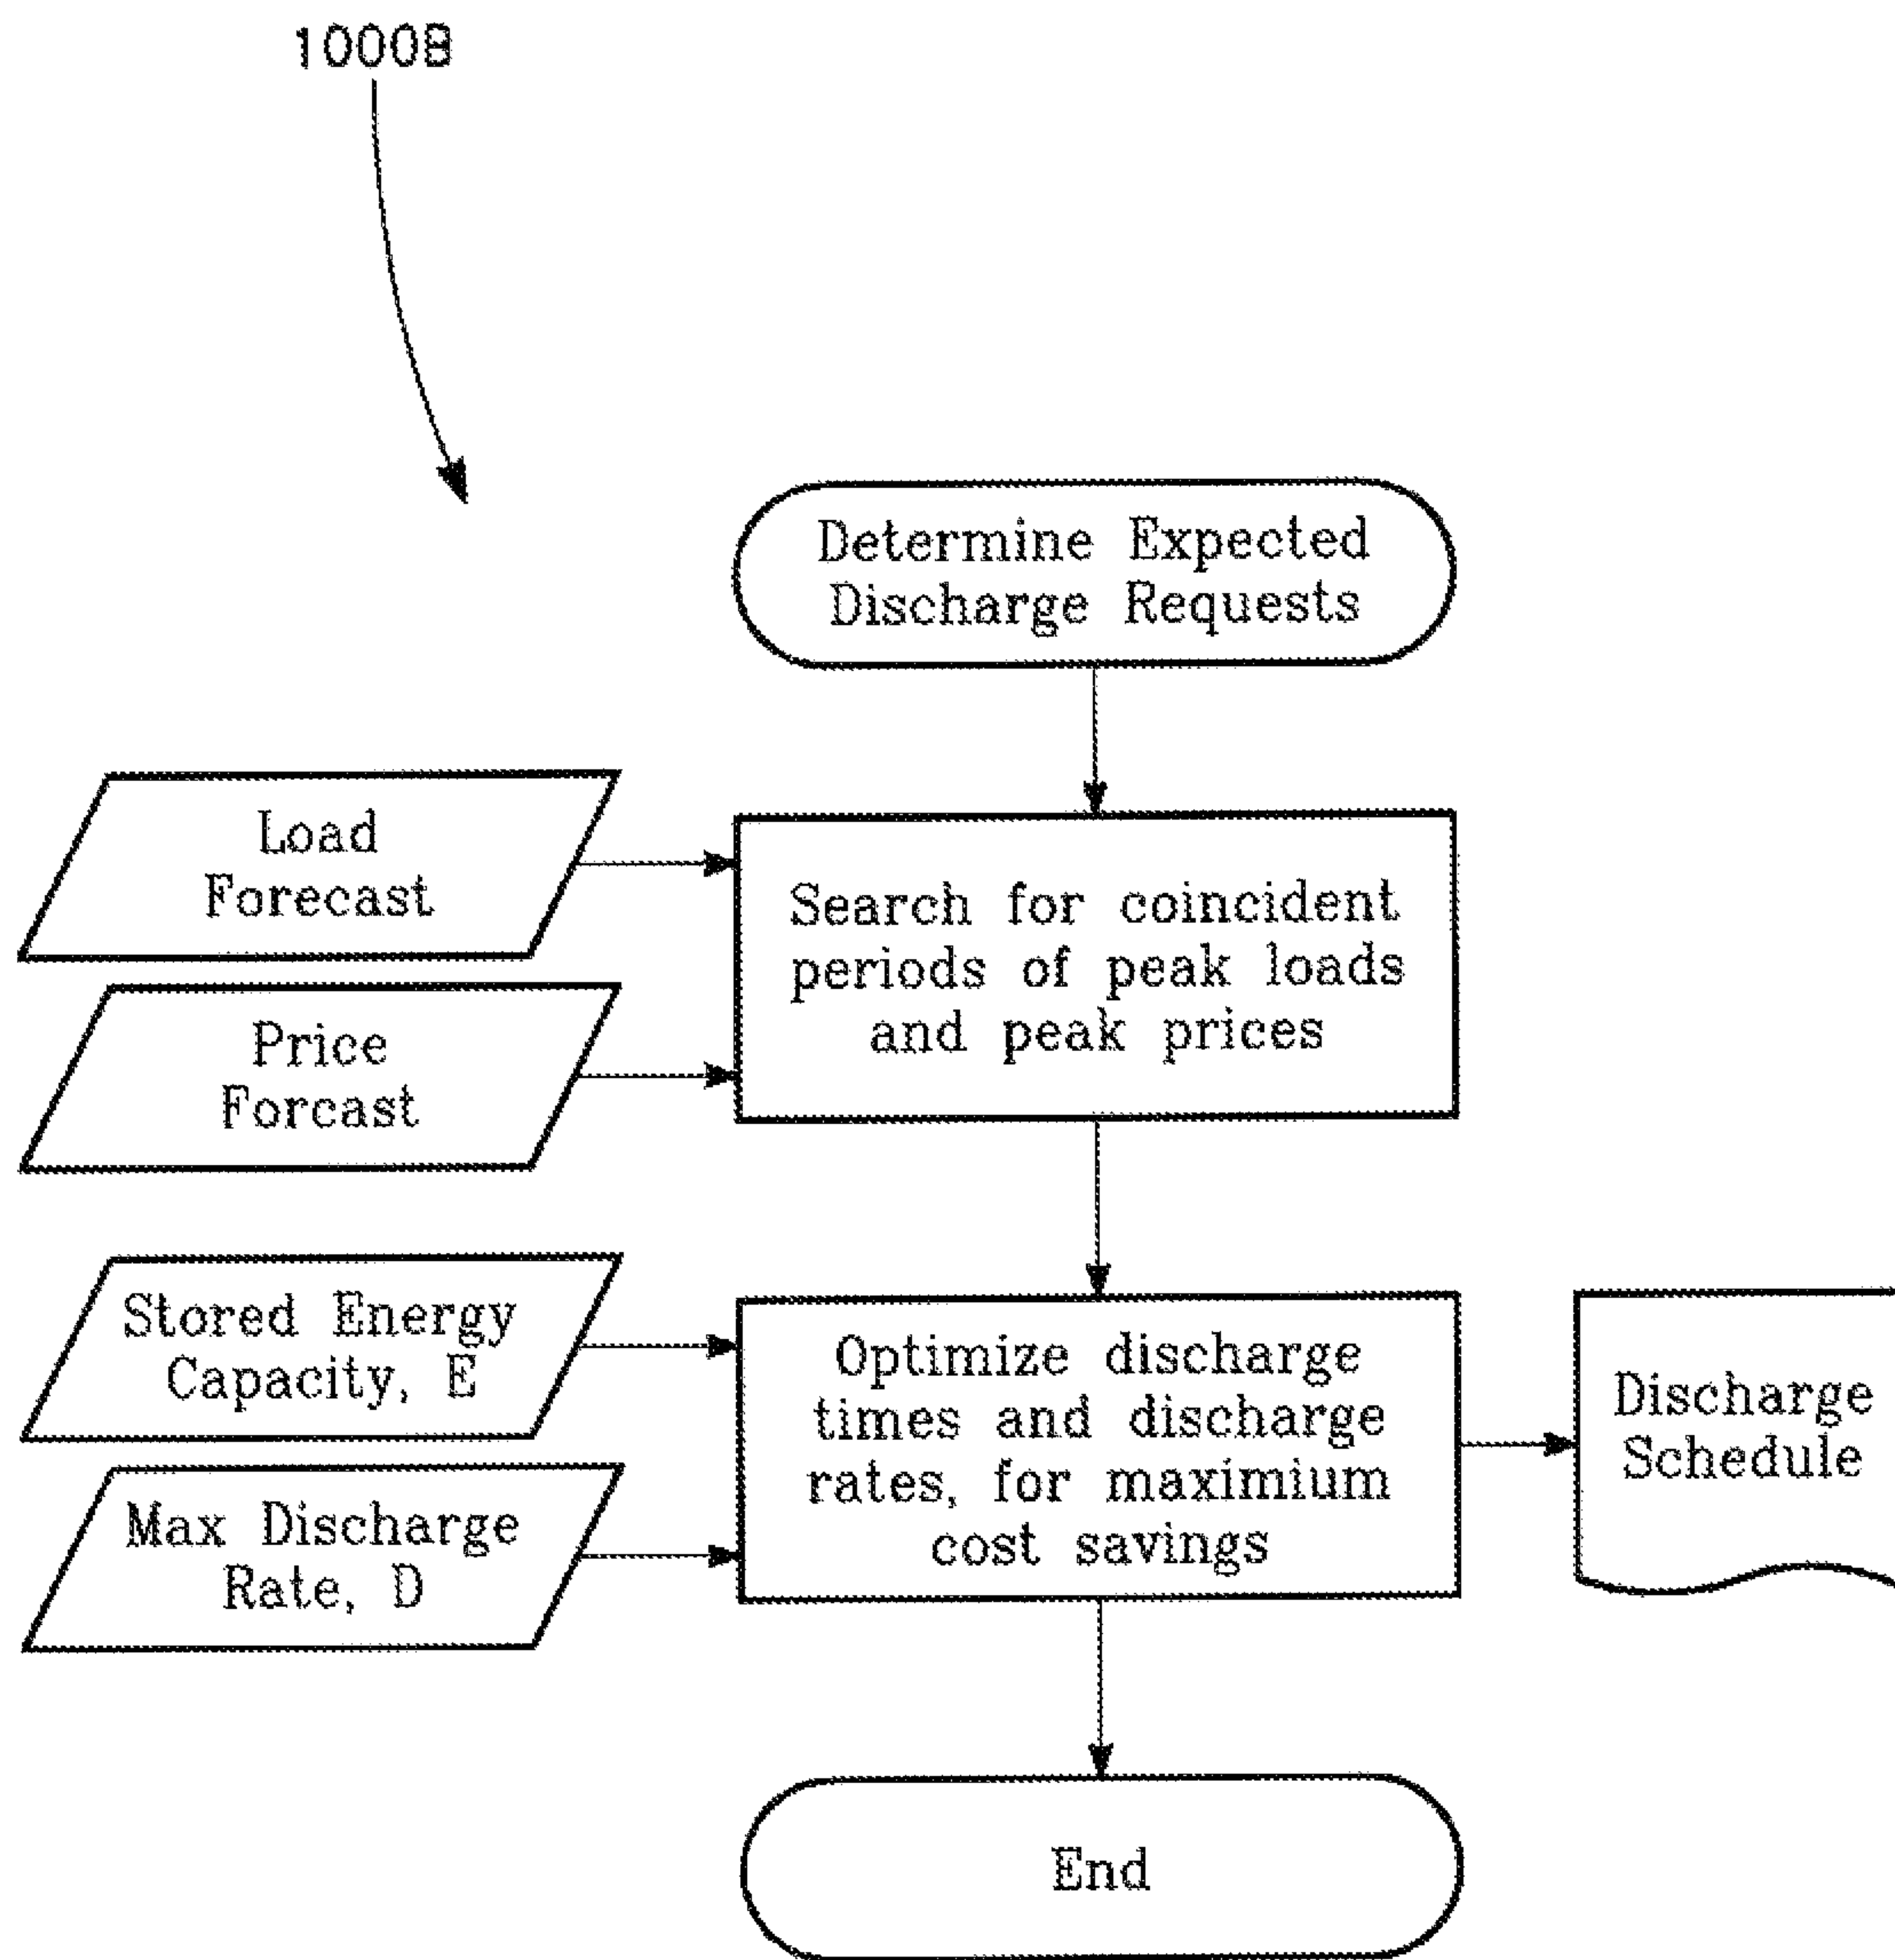 1000B
Determine Expected
Discharge Requests
Load
Forecast
Price
Forcast
Search for coincident
periods of peak loads
and peak prices
Stored Energy
Capacity, E
Max Discharge
Rate, D
Optimize discharge
times and discharge
rates, for maximium
cost savings
Discharge
Schedule
End